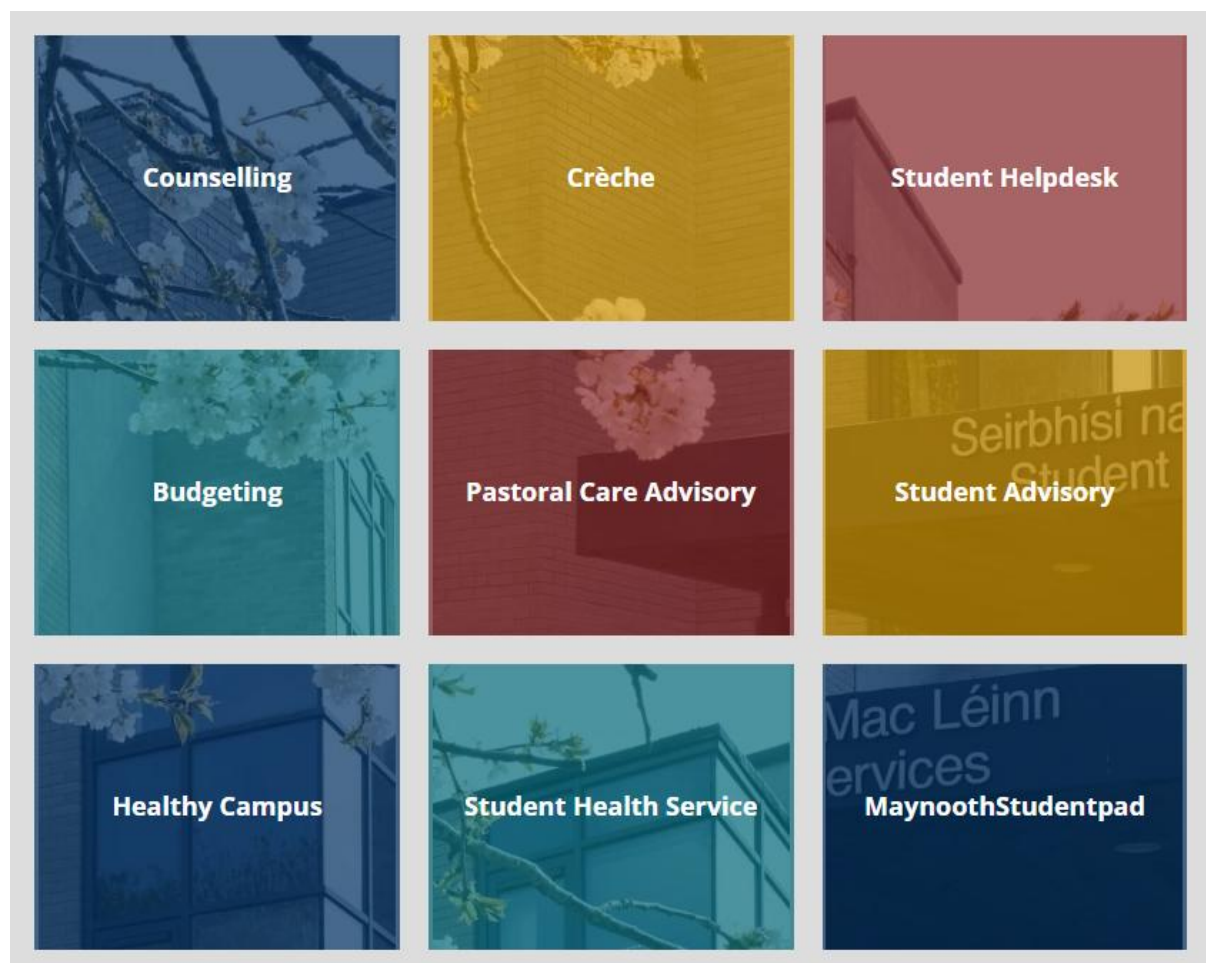 Counselling
Crèche
Student Helpdesk
Budgeting
Pastoral Care Advisory
Student Advisory
Seirbhísí na
Student
Healthy Campus
Student Health Service
MaynoothStudentpad
Mac Léinn
ervices